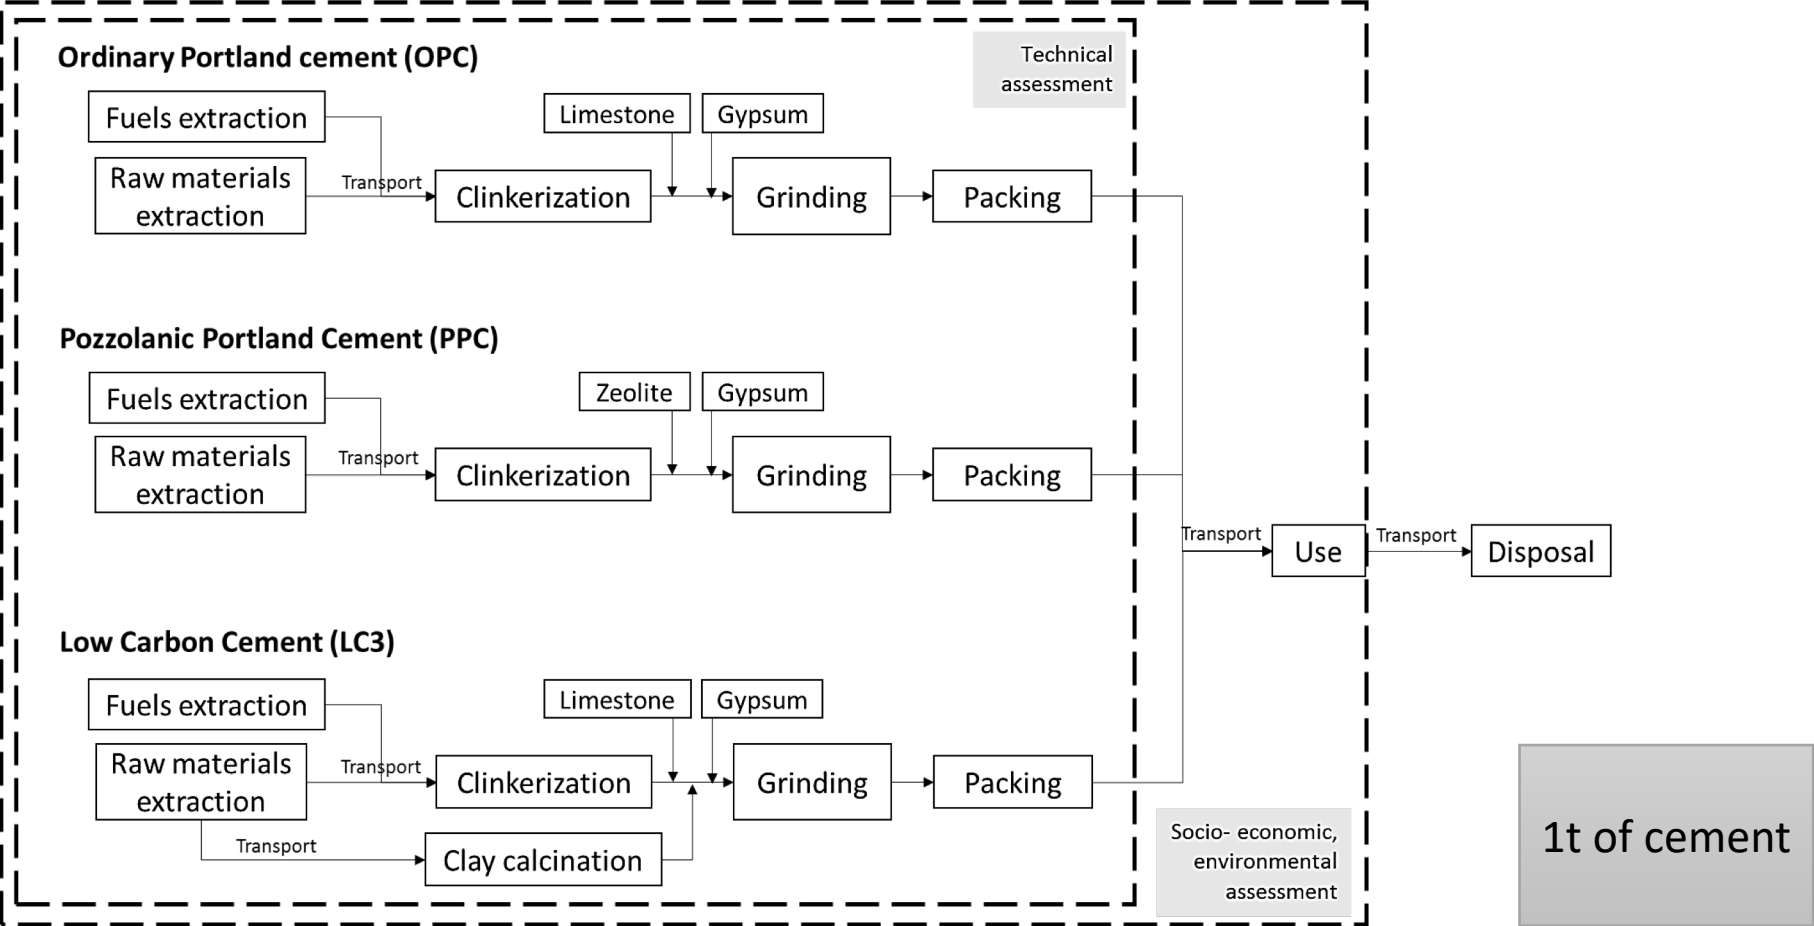 Ordinary Portland cement (OPC)
Technical
assessment
Fuels extraction
Limestone
Gypsum
Raw materials
extraction
Transport
Clinkerization
Grinding
Packing
Pozzolanic Portland Cement (PPC)
Fuels extraction
Zeolite
Gypsum
Raw materials
extraction
Transport
Clinkerization
Grinding
Packing
Transport
Use
Transport
Disposal
Low Carbon Cement (LC3)
Fuels extraction
Limestone
Gypsum
Raw materials
extraction
Transport
Clinkerization
Grinding
Packing
Transport
Clay calcination
Socio- economic,
environmental
assessment
1t of cement